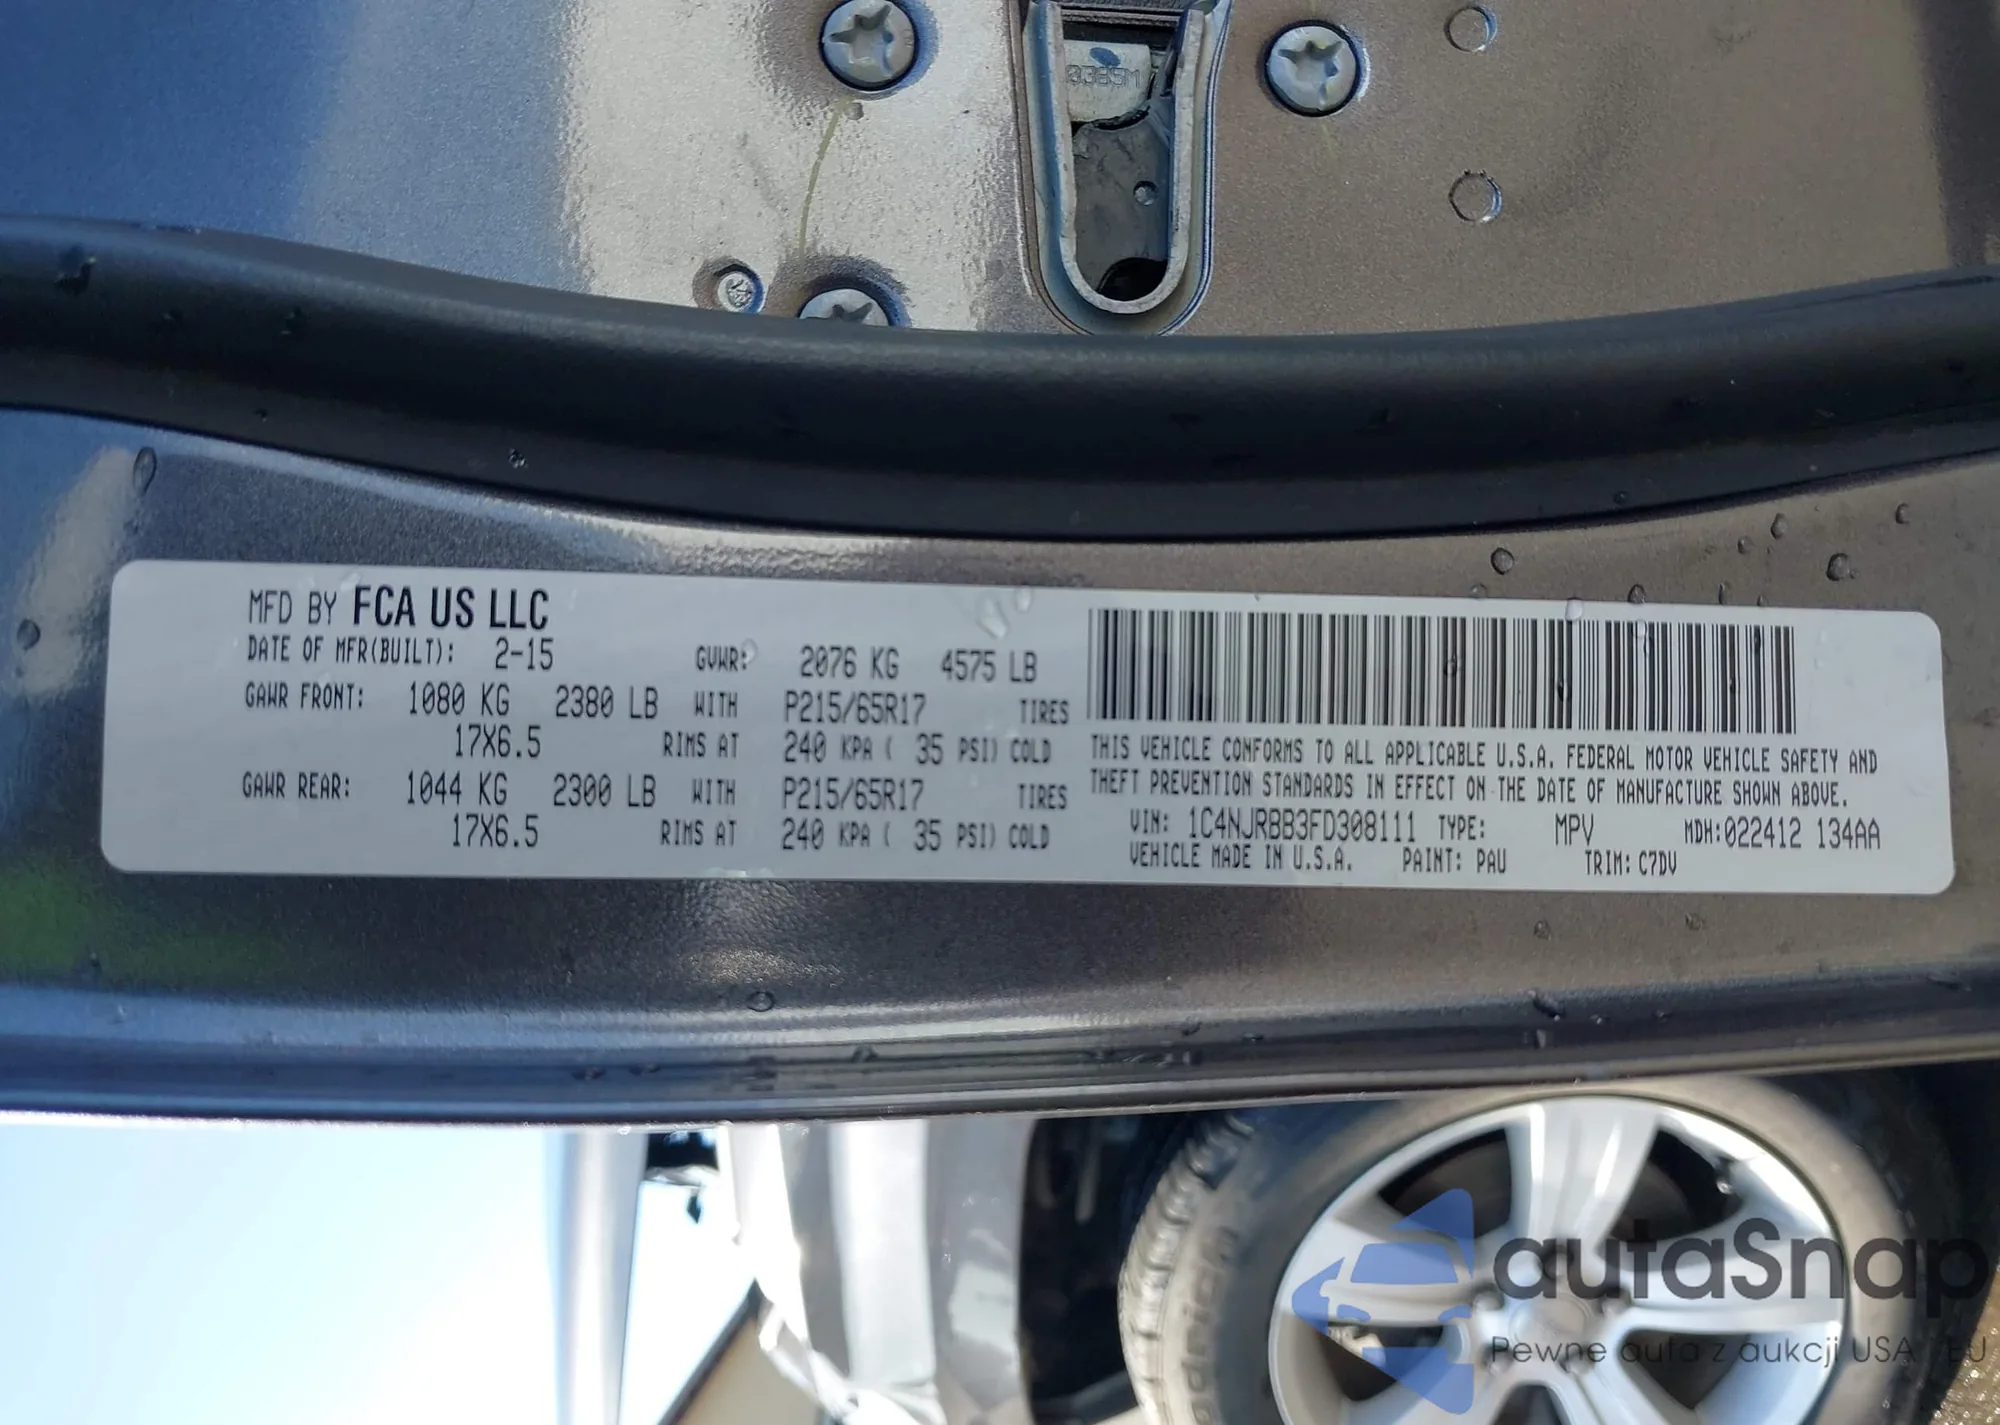 0385M
MFD BY FCA US LLC
DATE OF MFR(BUILT): 2-15 GVWR: 2076 KG 4575 LB
GAWR FRONT: 1080 KG 2380 LB WITH P215/65R17 TIRES
17X6.5 RIMS AT 240 KPA ( 35 PSI) COLD
GAWR REAR: 1044 KG 2300 LB WITH P215/65R17 TIRES
17X6.5 RIMS AT 240 KPA ( 35 PSI) COLD
THIS VEHICLE CONFORMS TO ALL APPLICABLE U.S.A. FEDERAL MOTOR VEHICLE SAFETY AND
THEFT PREVENTION STANDARDS IN EFFECT ON THE DATE OF MANUFACTURE SHOWN ABOVE.
VIN: 1C4NJRBB3FD308111 TYPE: MPV MDH:022412 134AA
VEHICLE MADE IN U.S.A. PAINT: PAU TRIM: C7DV
autaSnap
Pewne auta z aukcji USA / EU